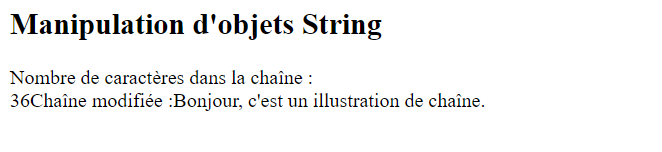 Manipulation d'objets String
Nombre de caractères dans la chaîne :
36Chaîne modifiée :Bonjour, c'est un illustration de chaîne.